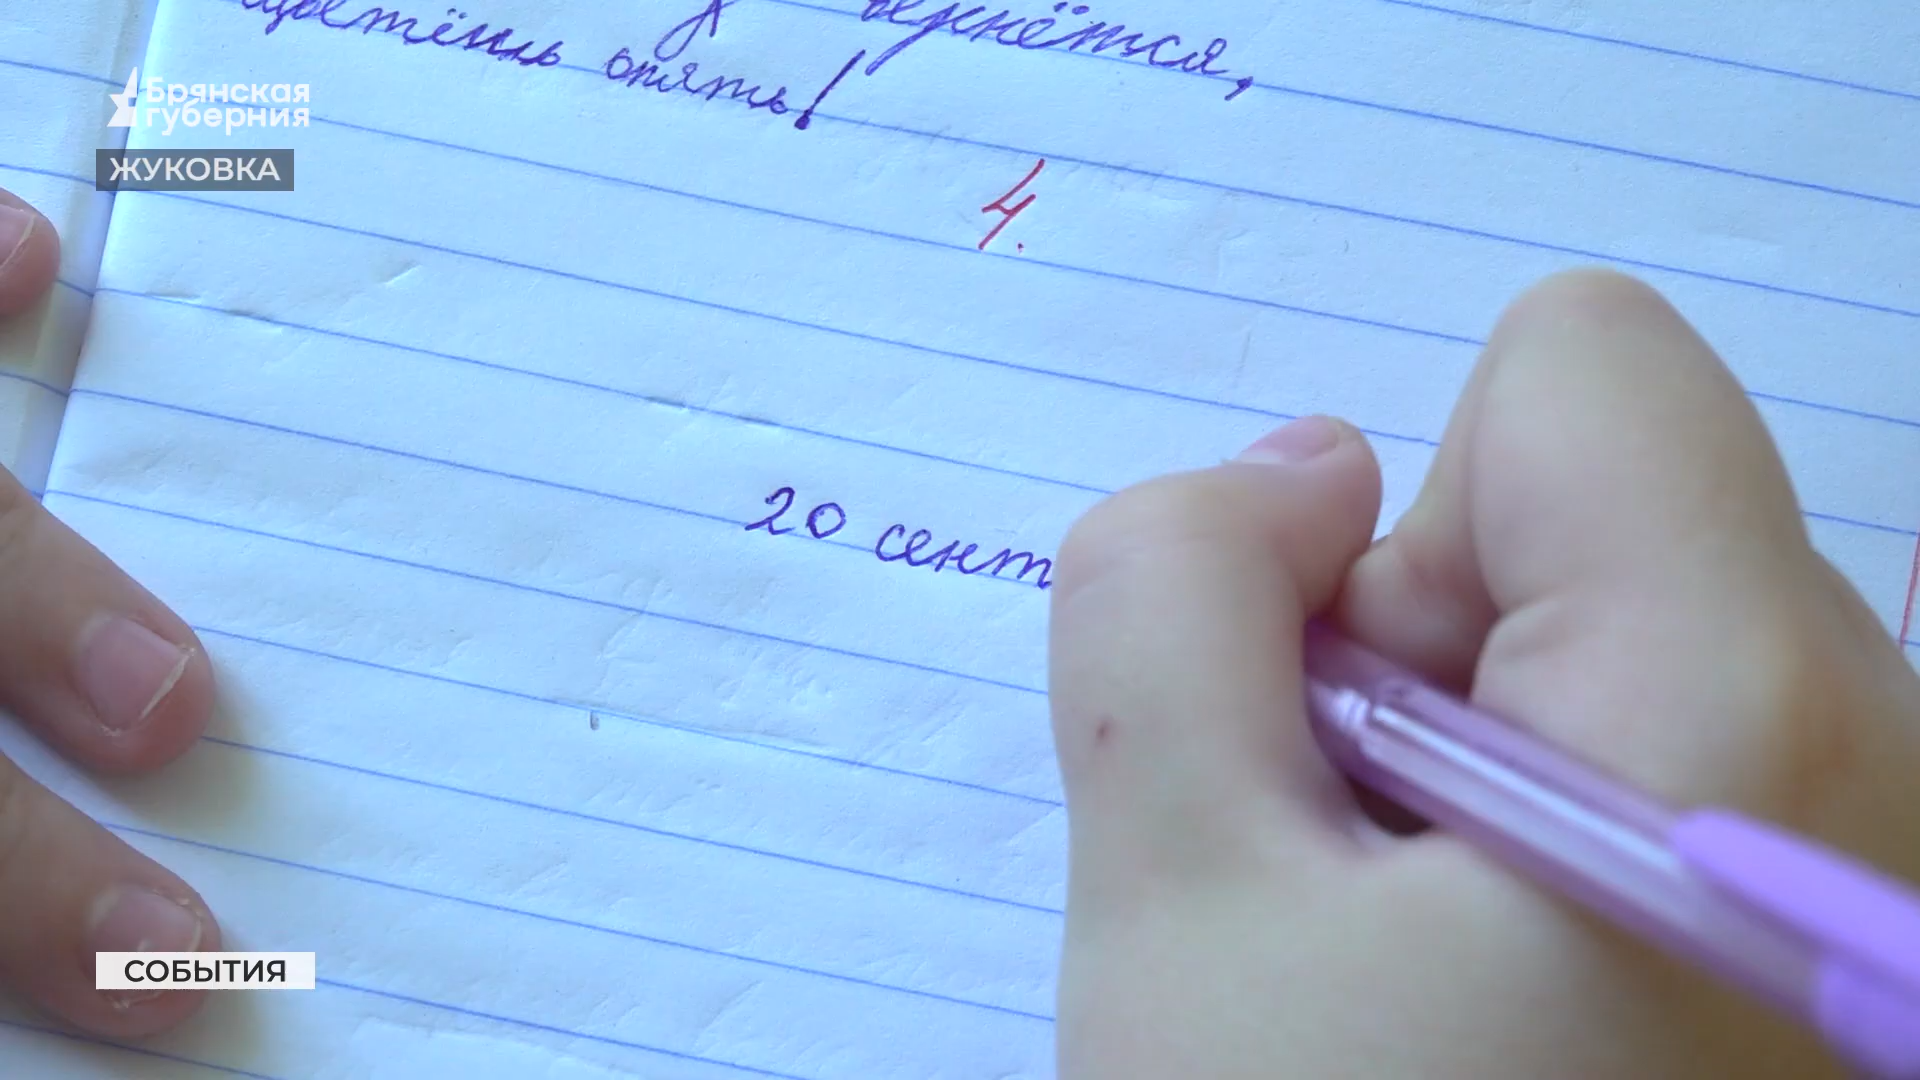 вернётся,
опять!
Брянская
губерния
ЖУКОВКА
4.
20 сент
СОБЫТИЯ